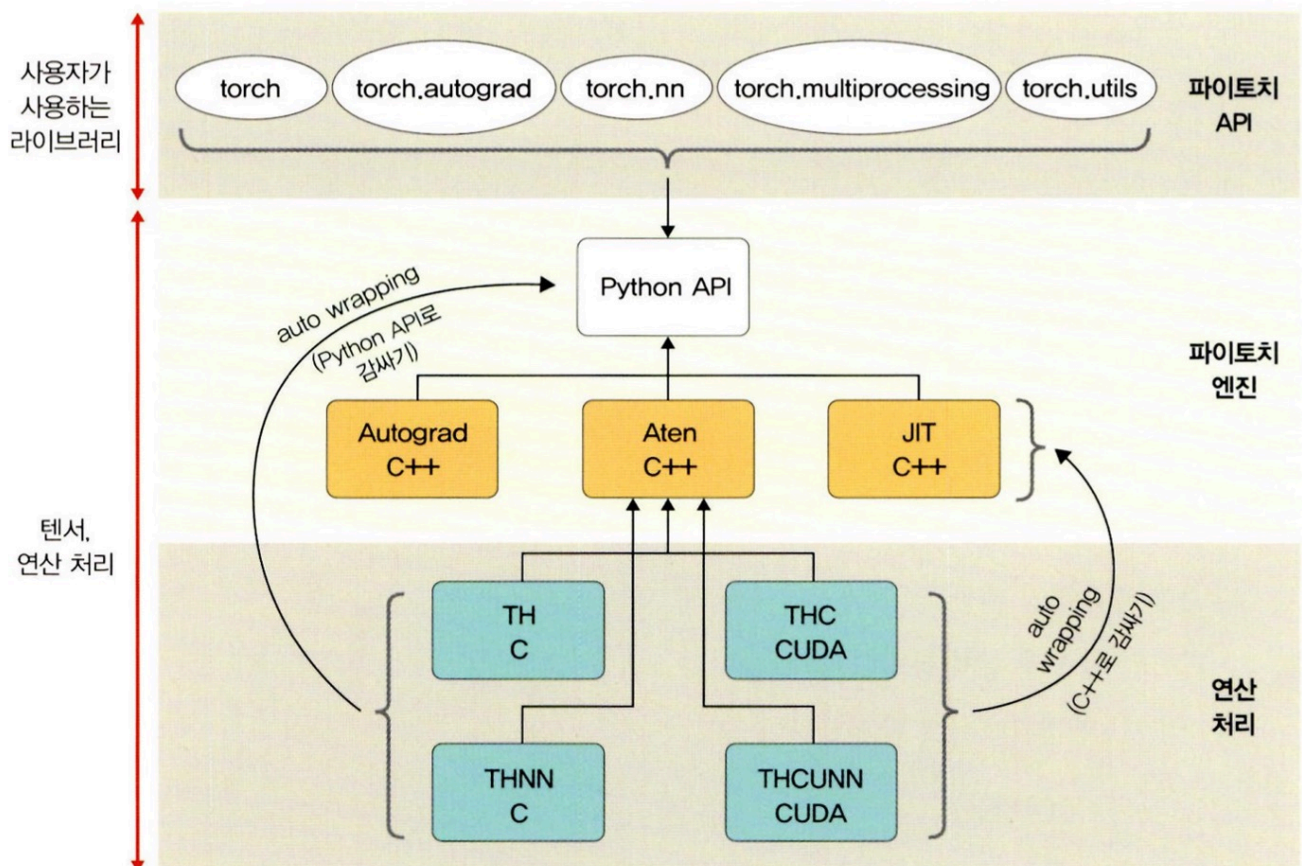 사용자가
사용하는
라이브러리
torch
torch.autograd
torch.nn
torch.multiprocessing
torch.utils
파이토치
API
Python API
auto wrapping
(Python API로
감싸기)
파이토치
엔진
Autograd
C++
Aten
C++
JIT
C++
텐서,
연산 처리
TH
C
THC
CUDA
auto
wrapping
(C++로 감싸기)
연산
처리
THNN
C
THCUNN
CUDA